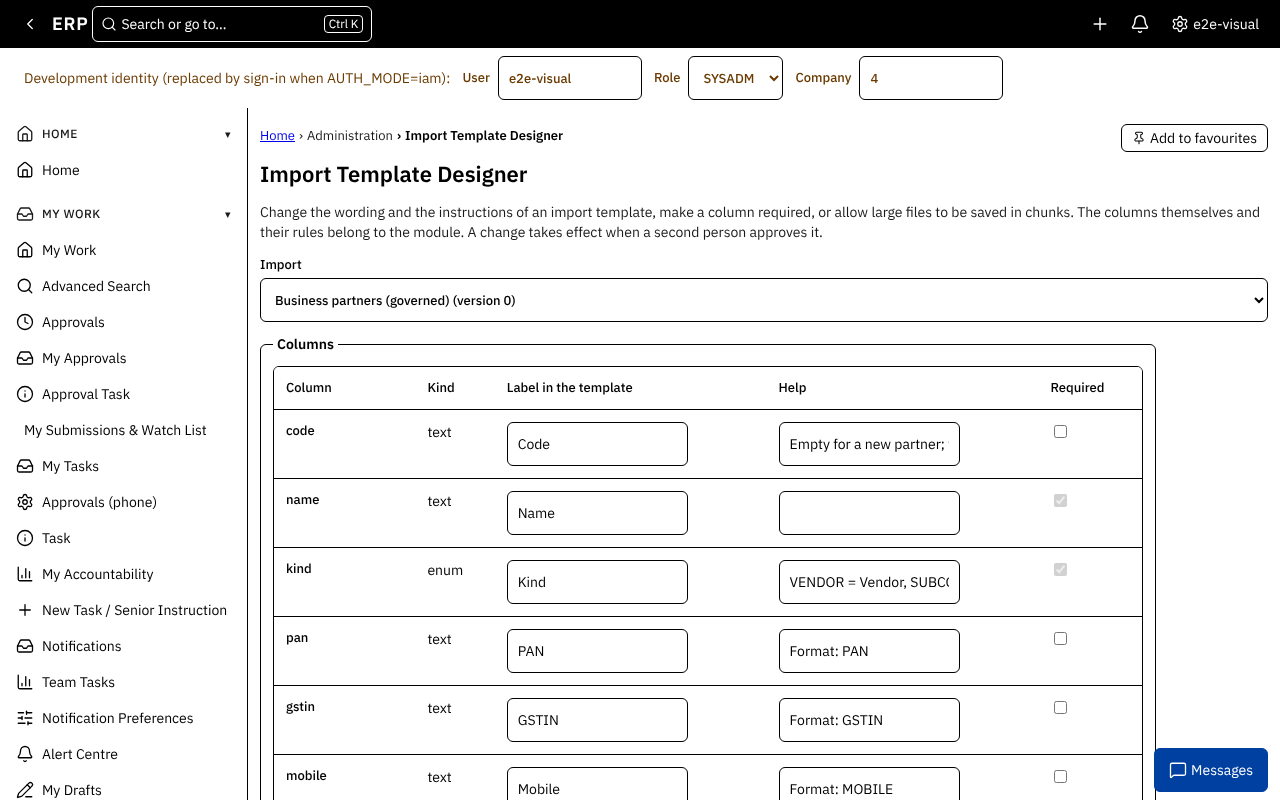 ERP
Search or go to...
Ctrl K
e2e-visual
Development identity (replaced by sign-in when AUTH_MODE=iam):
User
e2e-visual
Role
SYSADM
Company
4
HOME
Home
MY WORK
My Work
Advanced Search
Approvals
My Approvals
Approval Task
My Submissions & Watch List
My Tasks
Approvals (phone)
Task
My Accountability
New Task / Senior Instruction
Notifications
Team Tasks
Notification Preferences
Alert Centre
My Drafts
Home › Administration › Import Template Designer
Add to favourites
Import Template Designer
Change the wording and the instructions of an import template, make a column required, or allow large files to be saved in chunks. The columns themselves and
their rules belong to the module. A change takes effect when a second person approves it.
Import
Business partners (governed) (version 0)
Columns
Column Kind Label in the template Help Required
code text Code Empty for a new partner;
name text Name
kind enum Kind VENDOR = Vendor, SUBC
pan text PAN Format: PAN
gstin text GSTIN Format: GSTIN
mobile text Mobile Format: MOBILE
Messages